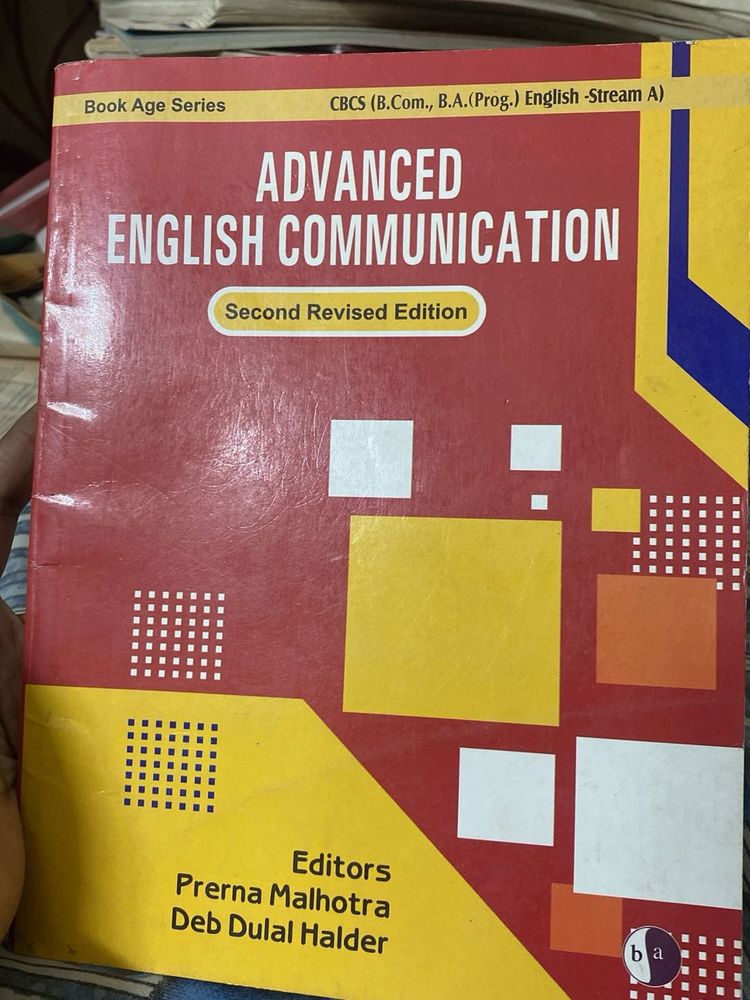 Book Age Series
CBCS (B.Com., B.A.(Prog.) English -Stream A)
ADVANCED
ENGLISH COMMUNICATION
Second Revised Edition
Editors
Prerna Malhotra
Deb Dulal Halder
b a